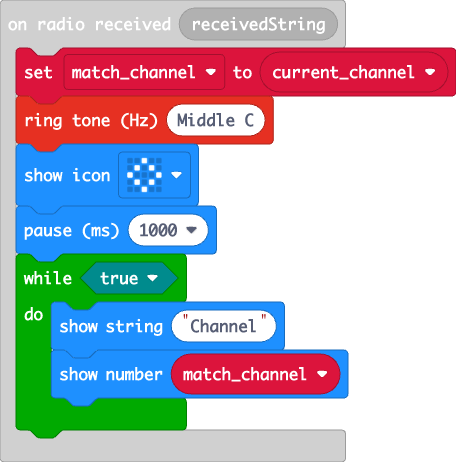 on radio received receivedString
set match_channel to current_channel
ring tone (Hz) Middle C
show icon
pause (ms) 1000
while true
do
show string "Channel"
show number match_channel